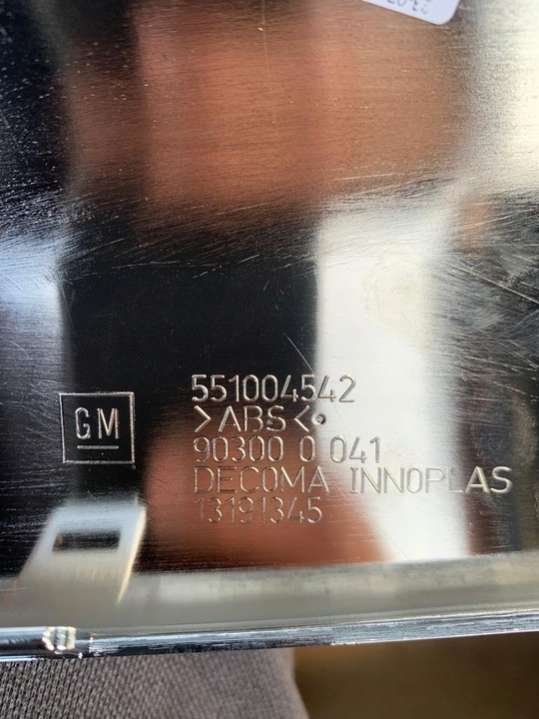 551004542
>ABS<
GM
90300 0 041
DECOMA INNOPLAS
13191345